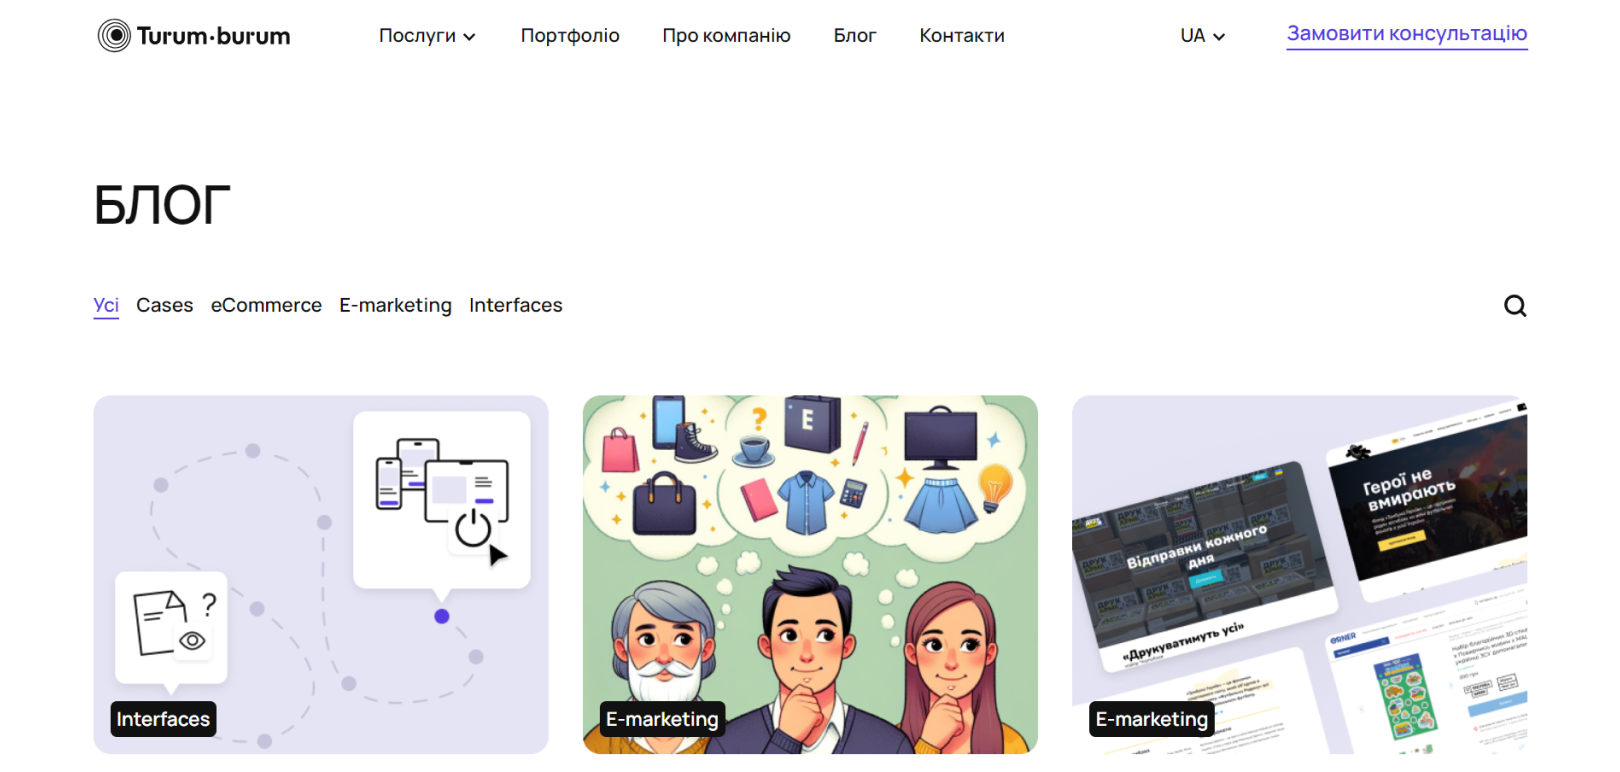 Turum·burum
Послуги
Портфоліо
Про компанію
Блог
Контакти
UA
Замовити консультацію
БЛОГ
Усі
Cases
eCommerce
E-marketing
Interfaces
?
Interfaces
?
E
E-marketing
Відправки кожного
дня
«Друкуватимуть усі»
Герої не
вмирають
ORNER
E-marketing